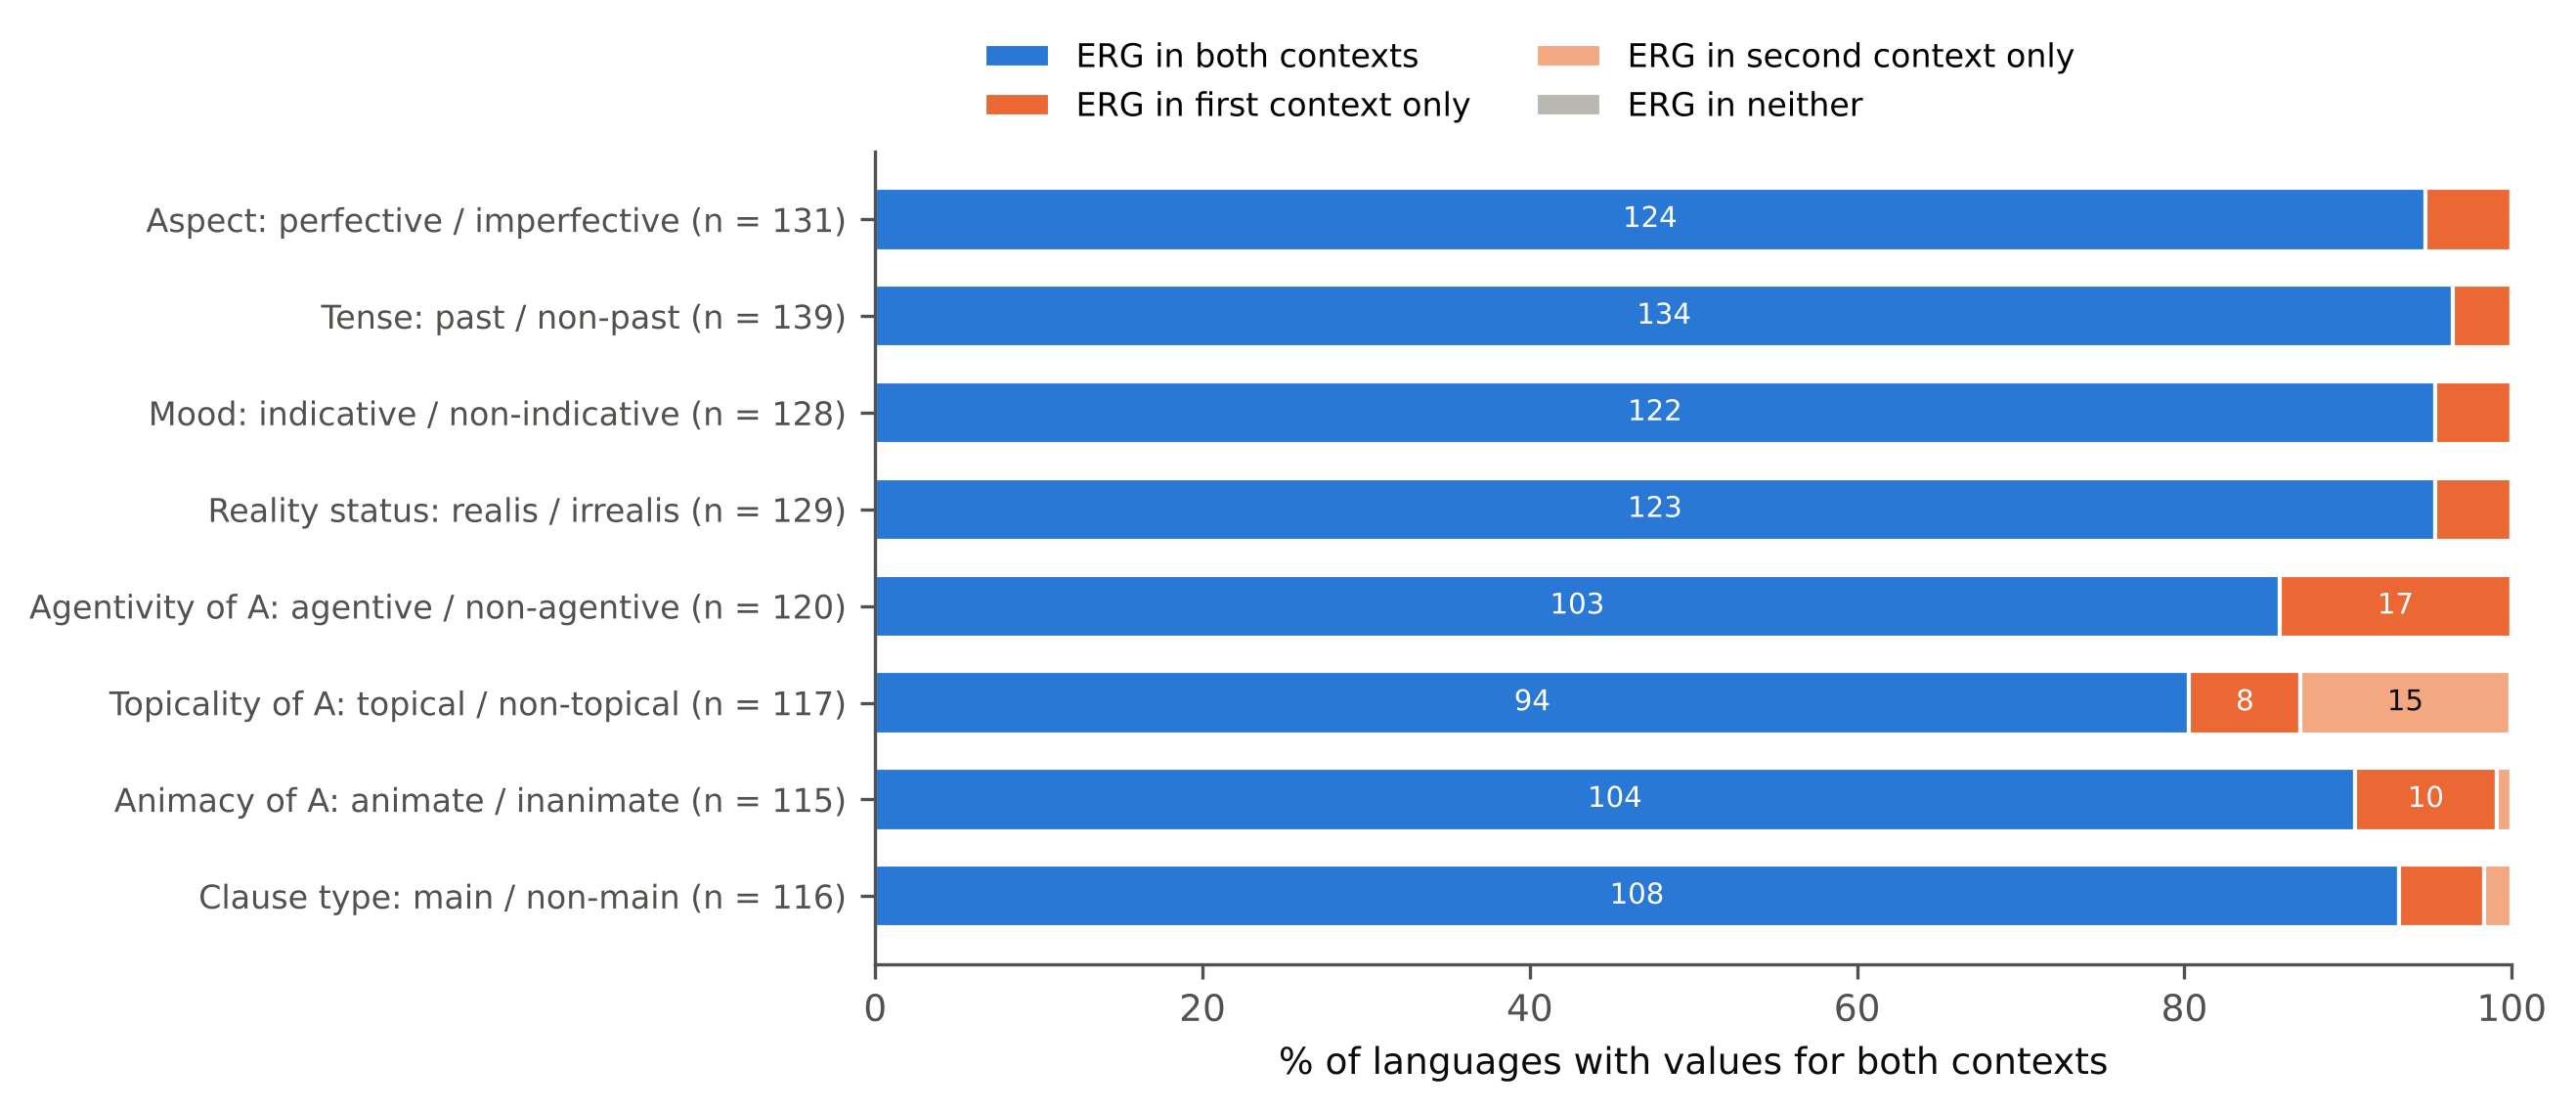 ERG in both contexts
ERG in first context only
ERG in second context only
ERG in neither
Aspect: perfective / imperfective (n = 131)
124
Tense: past / non-past (n = 139)
134
Mood: indicative / non-indicative (n = 128)
122
Reality status: realis / irrealis (n = 129)
123
Agentivity of A: agentive / non-agentive (n = 120)
103 17
Topicality of A: topical / non-topical (n = 117)
94 8 15
Animacy of A: animate / inanimate (n = 115)
104 10
Clause type: main / non-main (n = 116)
108
0 20 40 60 80 100
% of languages with values for both contexts